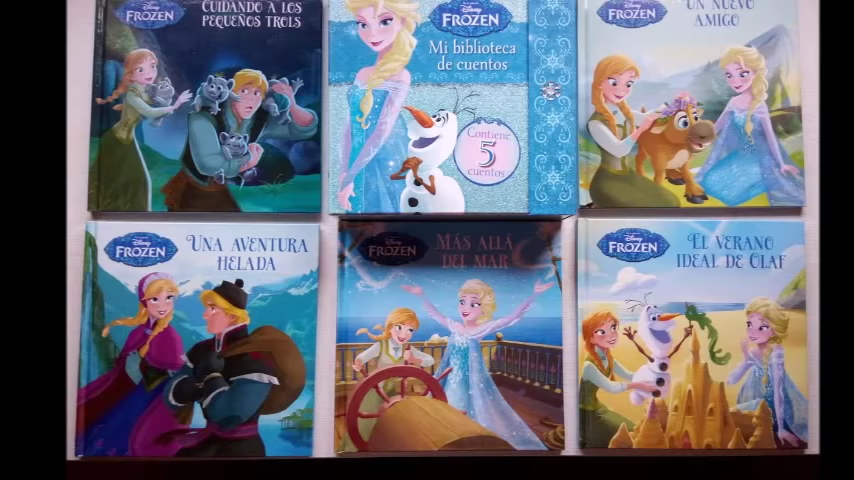 Disney
FROZEN
CUIDANDO A LOS
PEQUEÑOS TROLS
Disney
FROZEN
Mi biblioteca
de cuentos
Contiene
5
cuentos
Disney
FROZEN
UN NUEVO
AMIGO
Disney
FROZEN
UNA AVENTURA
HELADA
Disney
FROZEN
MÁS ALLÁ
DEL MAR
Disney
FROZEN
EL VERANO
IDEAL DE OLAF